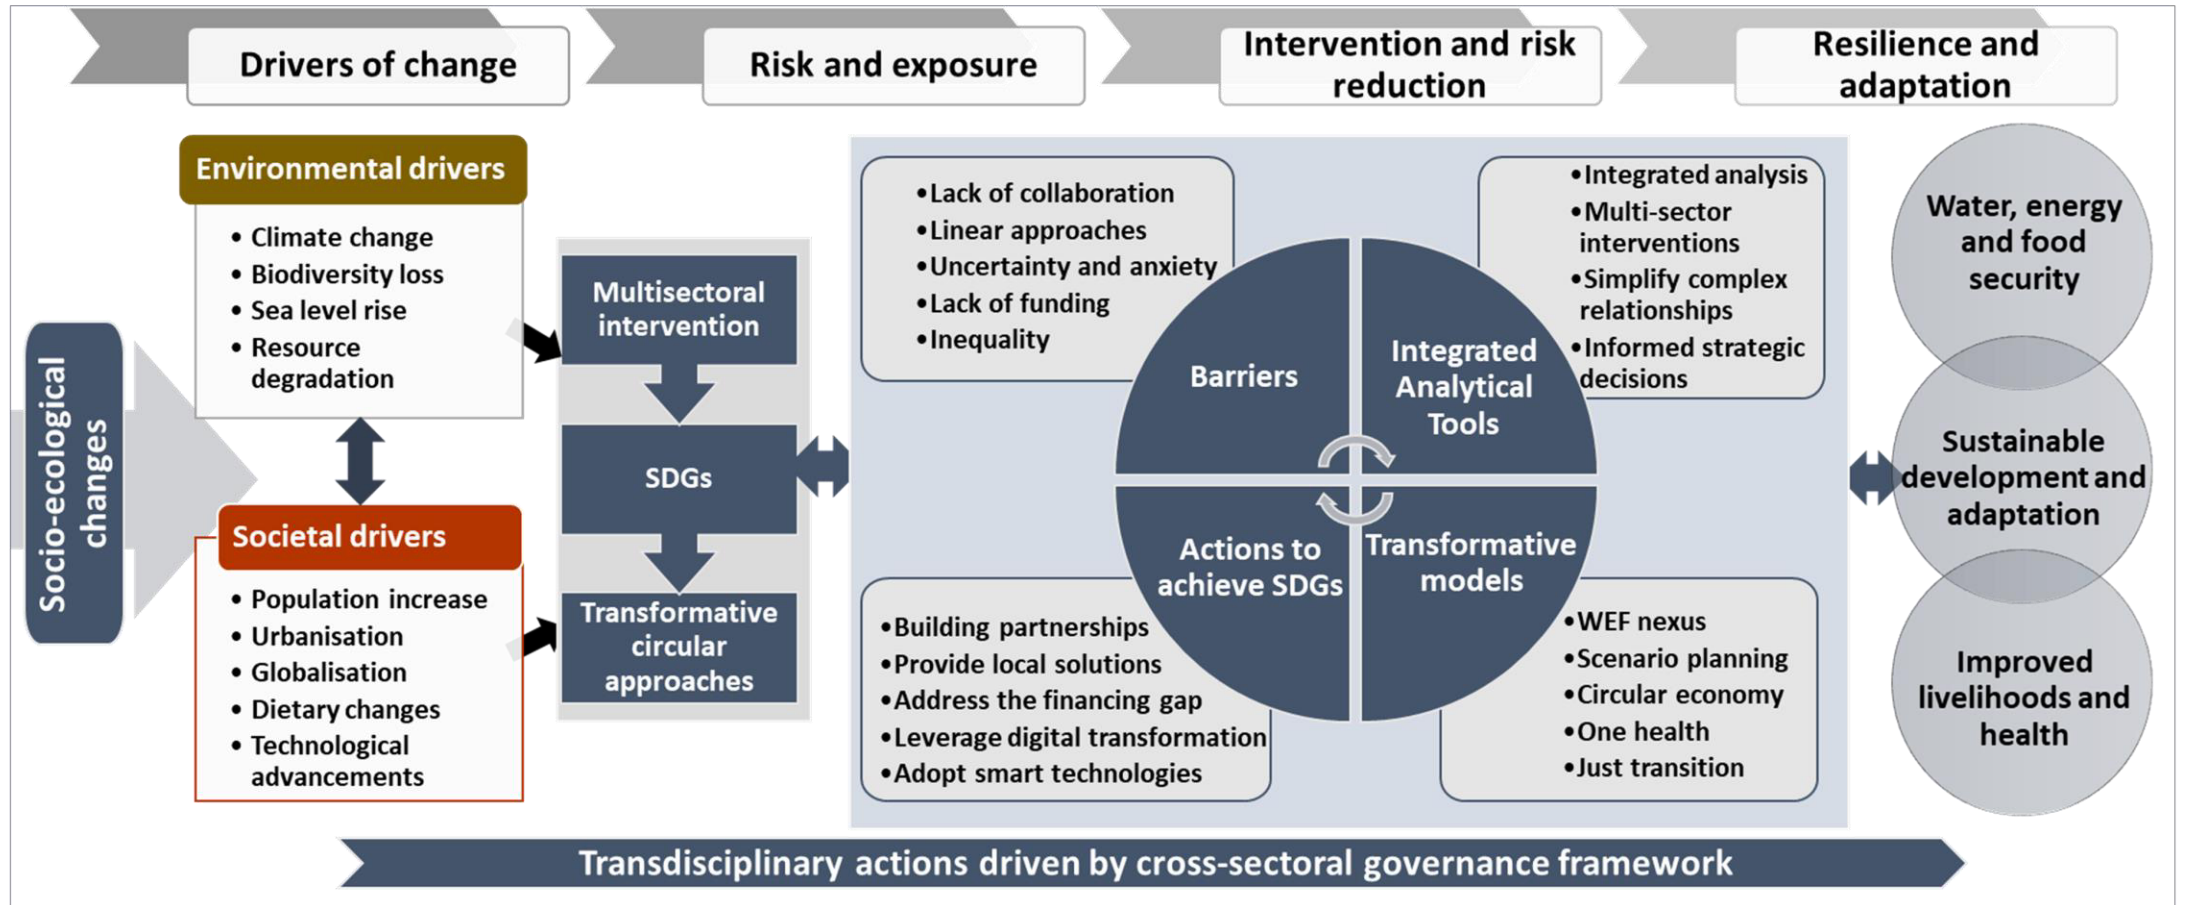 Drivers of change
Risk and exposure
Intervention and risk
reduction
Resilience and
adaptation
Socio-ecological
changes
Environmental drivers
• Climate change
• Biodiversity loss
• Sea level rise
• Resource
degradation
Societal drivers
• Population increase
• Urbanisation
• Globalisation
• Dietary changes
• Technological
advancements
Multisectoral
intervention
SDGs
Transformative
circular
approaches
•Lack of collaboration
•Linear approaches
•Uncertainty and anxiety
•Lack of funding
•Inequality
Barriers
•Integrated analysis
•Multi-sector
interventions
•Simplify complex
relationships
•Informed strategic
decisions
Integrated
Analytical
Tools
Actions to
achieve SDGs
•Building partnerships
•Provide local solutions
•Address the financing gap
•Leverage digital transformation
•Adopt smart technologies
Transformative
models
•WEF nexus
•Scenario planning
•Circular economy
•One health
•Just transition
Water, energy
and food
security
Sustainable
development and
adaptation
Improved
livelihoods and
health
Transdisciplinary actions driven by cross-sectoral governance framework